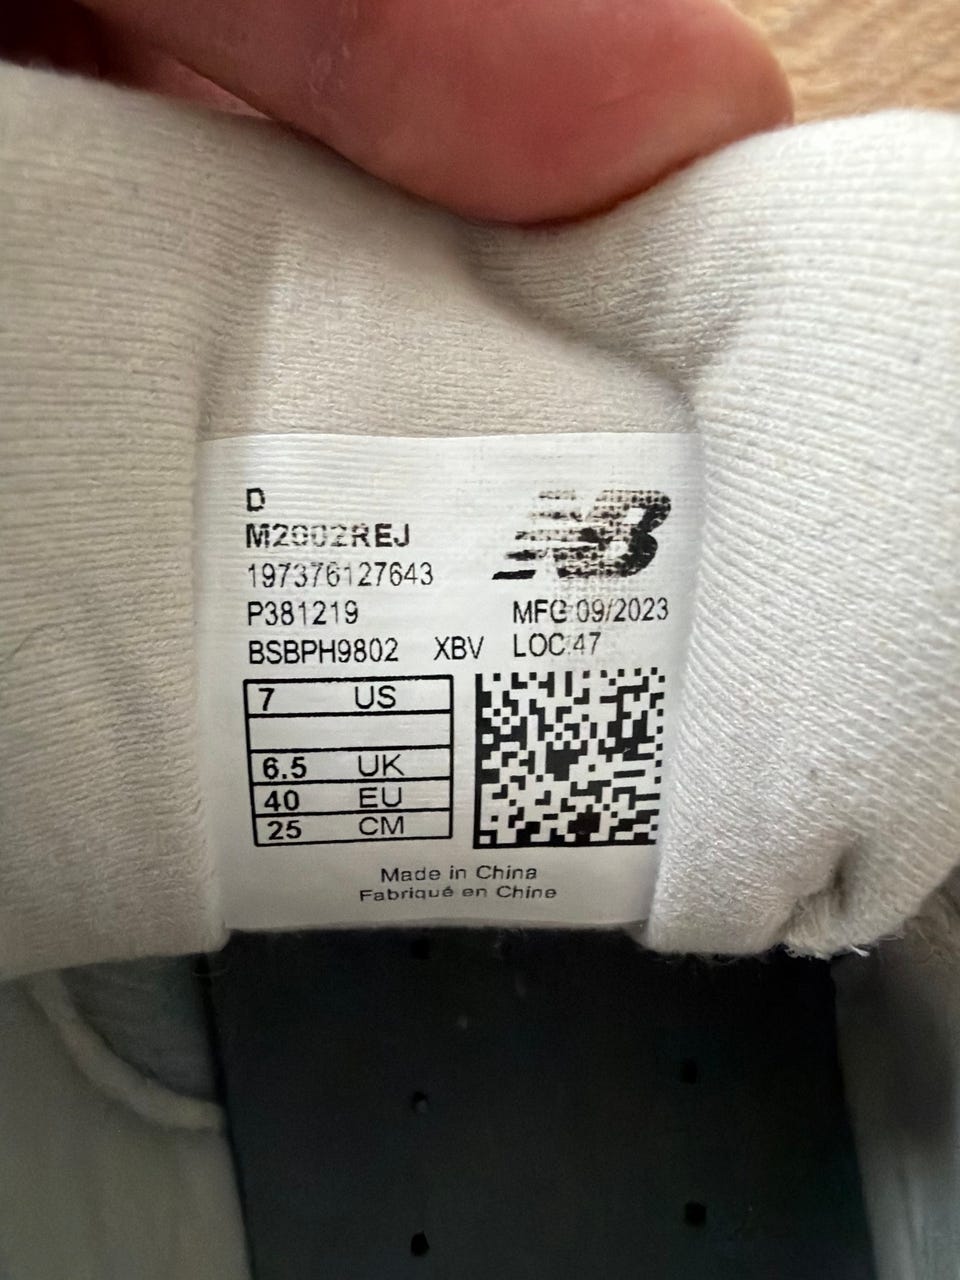 D
M2002REJ
NB
197376127643
P381219 MFG 09/2023
BSBPH9802 XBV LOC:47
7 US
6.5 UK
40 EU
25 CM
Made in China
Fabriqué en Chine